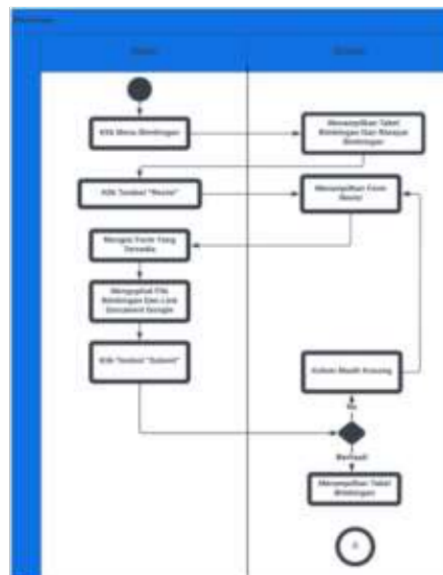 Klik Menu Bimbingan
Menampilkan Tabel
Bimbingan Dan Riwayat
Bimbingan
Klik Tombol "Revisi"
Menampilkan Form
Revisi
Mengisi Form Yang
Tersedia
Mengupload File
Bimbingan Dan Link
Document Google
Klik Tombol "Submit"
Kolom Masih Kosong
No
Berhasil
Menampilkan Tabel
Bimbingan